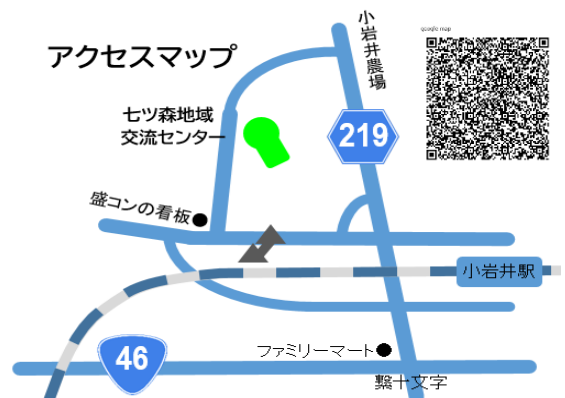 アクセスマップ
小岩井農場
google map
七ツ森地域
交流センター
219
盛コンの看板
小岩井駅
46
ファミリーマート
繋十文字